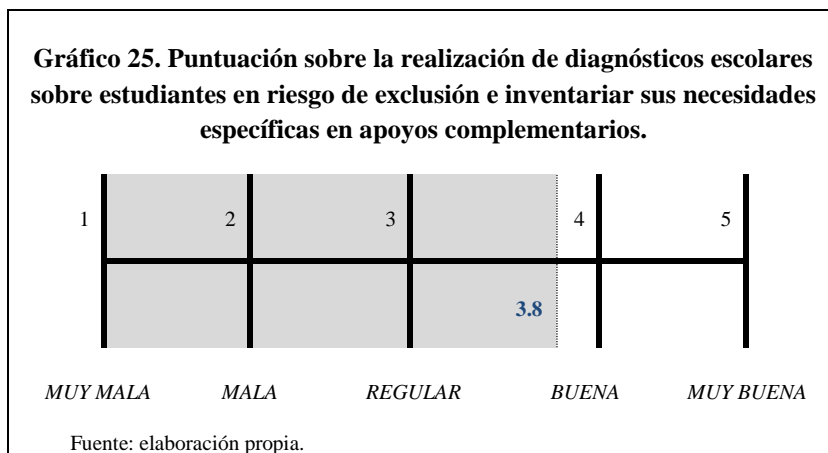 Gráfico 25. Puntuación sobre la realización de diagnósticos escolares
sobre estudiantes en riesgo de exclusión e inventariar sus necesidades
específicas en apoyos complementarios.
1 2 3 4 5
3.8
MUY MALA MALA REGULAR BUENA MUY BUENA
Fuente: elaboración propia.